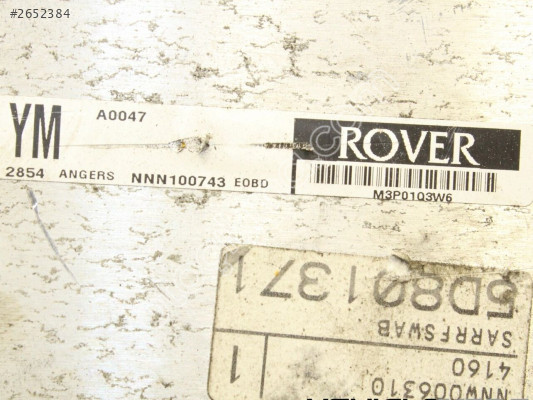 #2652384
YM
A0047
ROVER
2854 ANGERS NNN100743 EOBD
M3P0103W6
5D801371
SARRFSWAB
1
4160
NNW006310